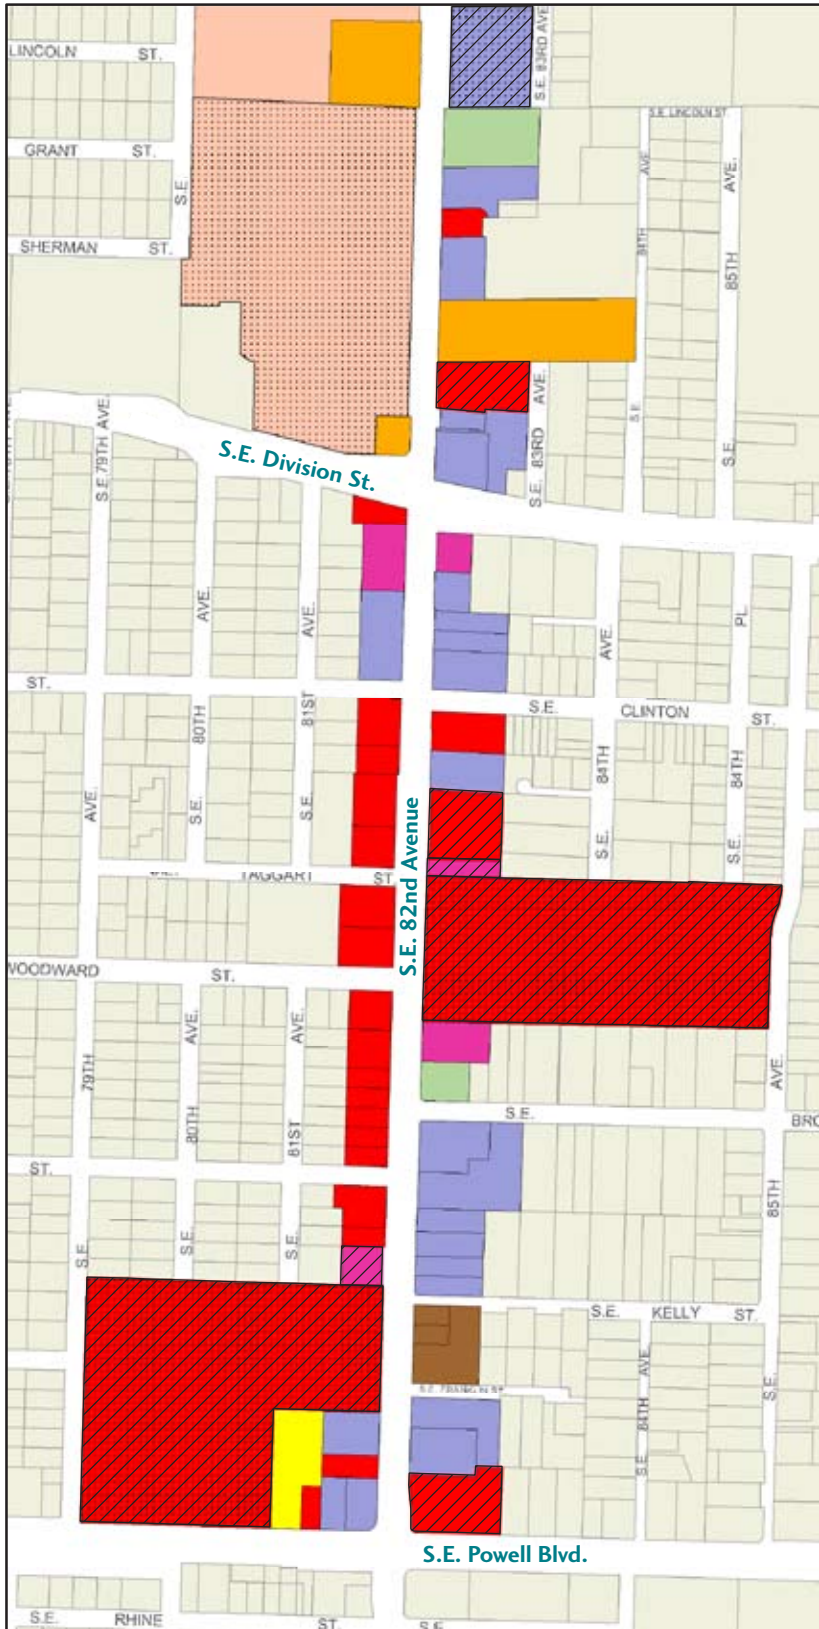 LINCOLN ST.
S.E. 83RD AVE
S.E. LINCOLN ST
GRANT ST.
S.E.
AVE.
AVE.
SHERMAN ST.
84TH
85TH
S.E. 79TH AVE.
S.E. 83RD AVE.
S.E.
S.E.
S.E. Division St.
AVE.
AVE.
AVE.
PL.
ST.
S.E. CLINTON ST.
80TH
81ST
84TH
84TH
AVE.
S.E.
S.E.
S.E.
S.E.
S.E. 82nd Avenue
TAGGART ST
WOODWARD ST.
AVE.
AVE.
79TH
AVE.
S.E. BRO
80TH
81ST
ST.
85TH
S.E.
S.E.
S.E.
S.E. KELLY ST.
AVE.
S.E.
84TH
S.E.
S.E. Powell Blvd.
S.E. RHINE ST.
S.E.